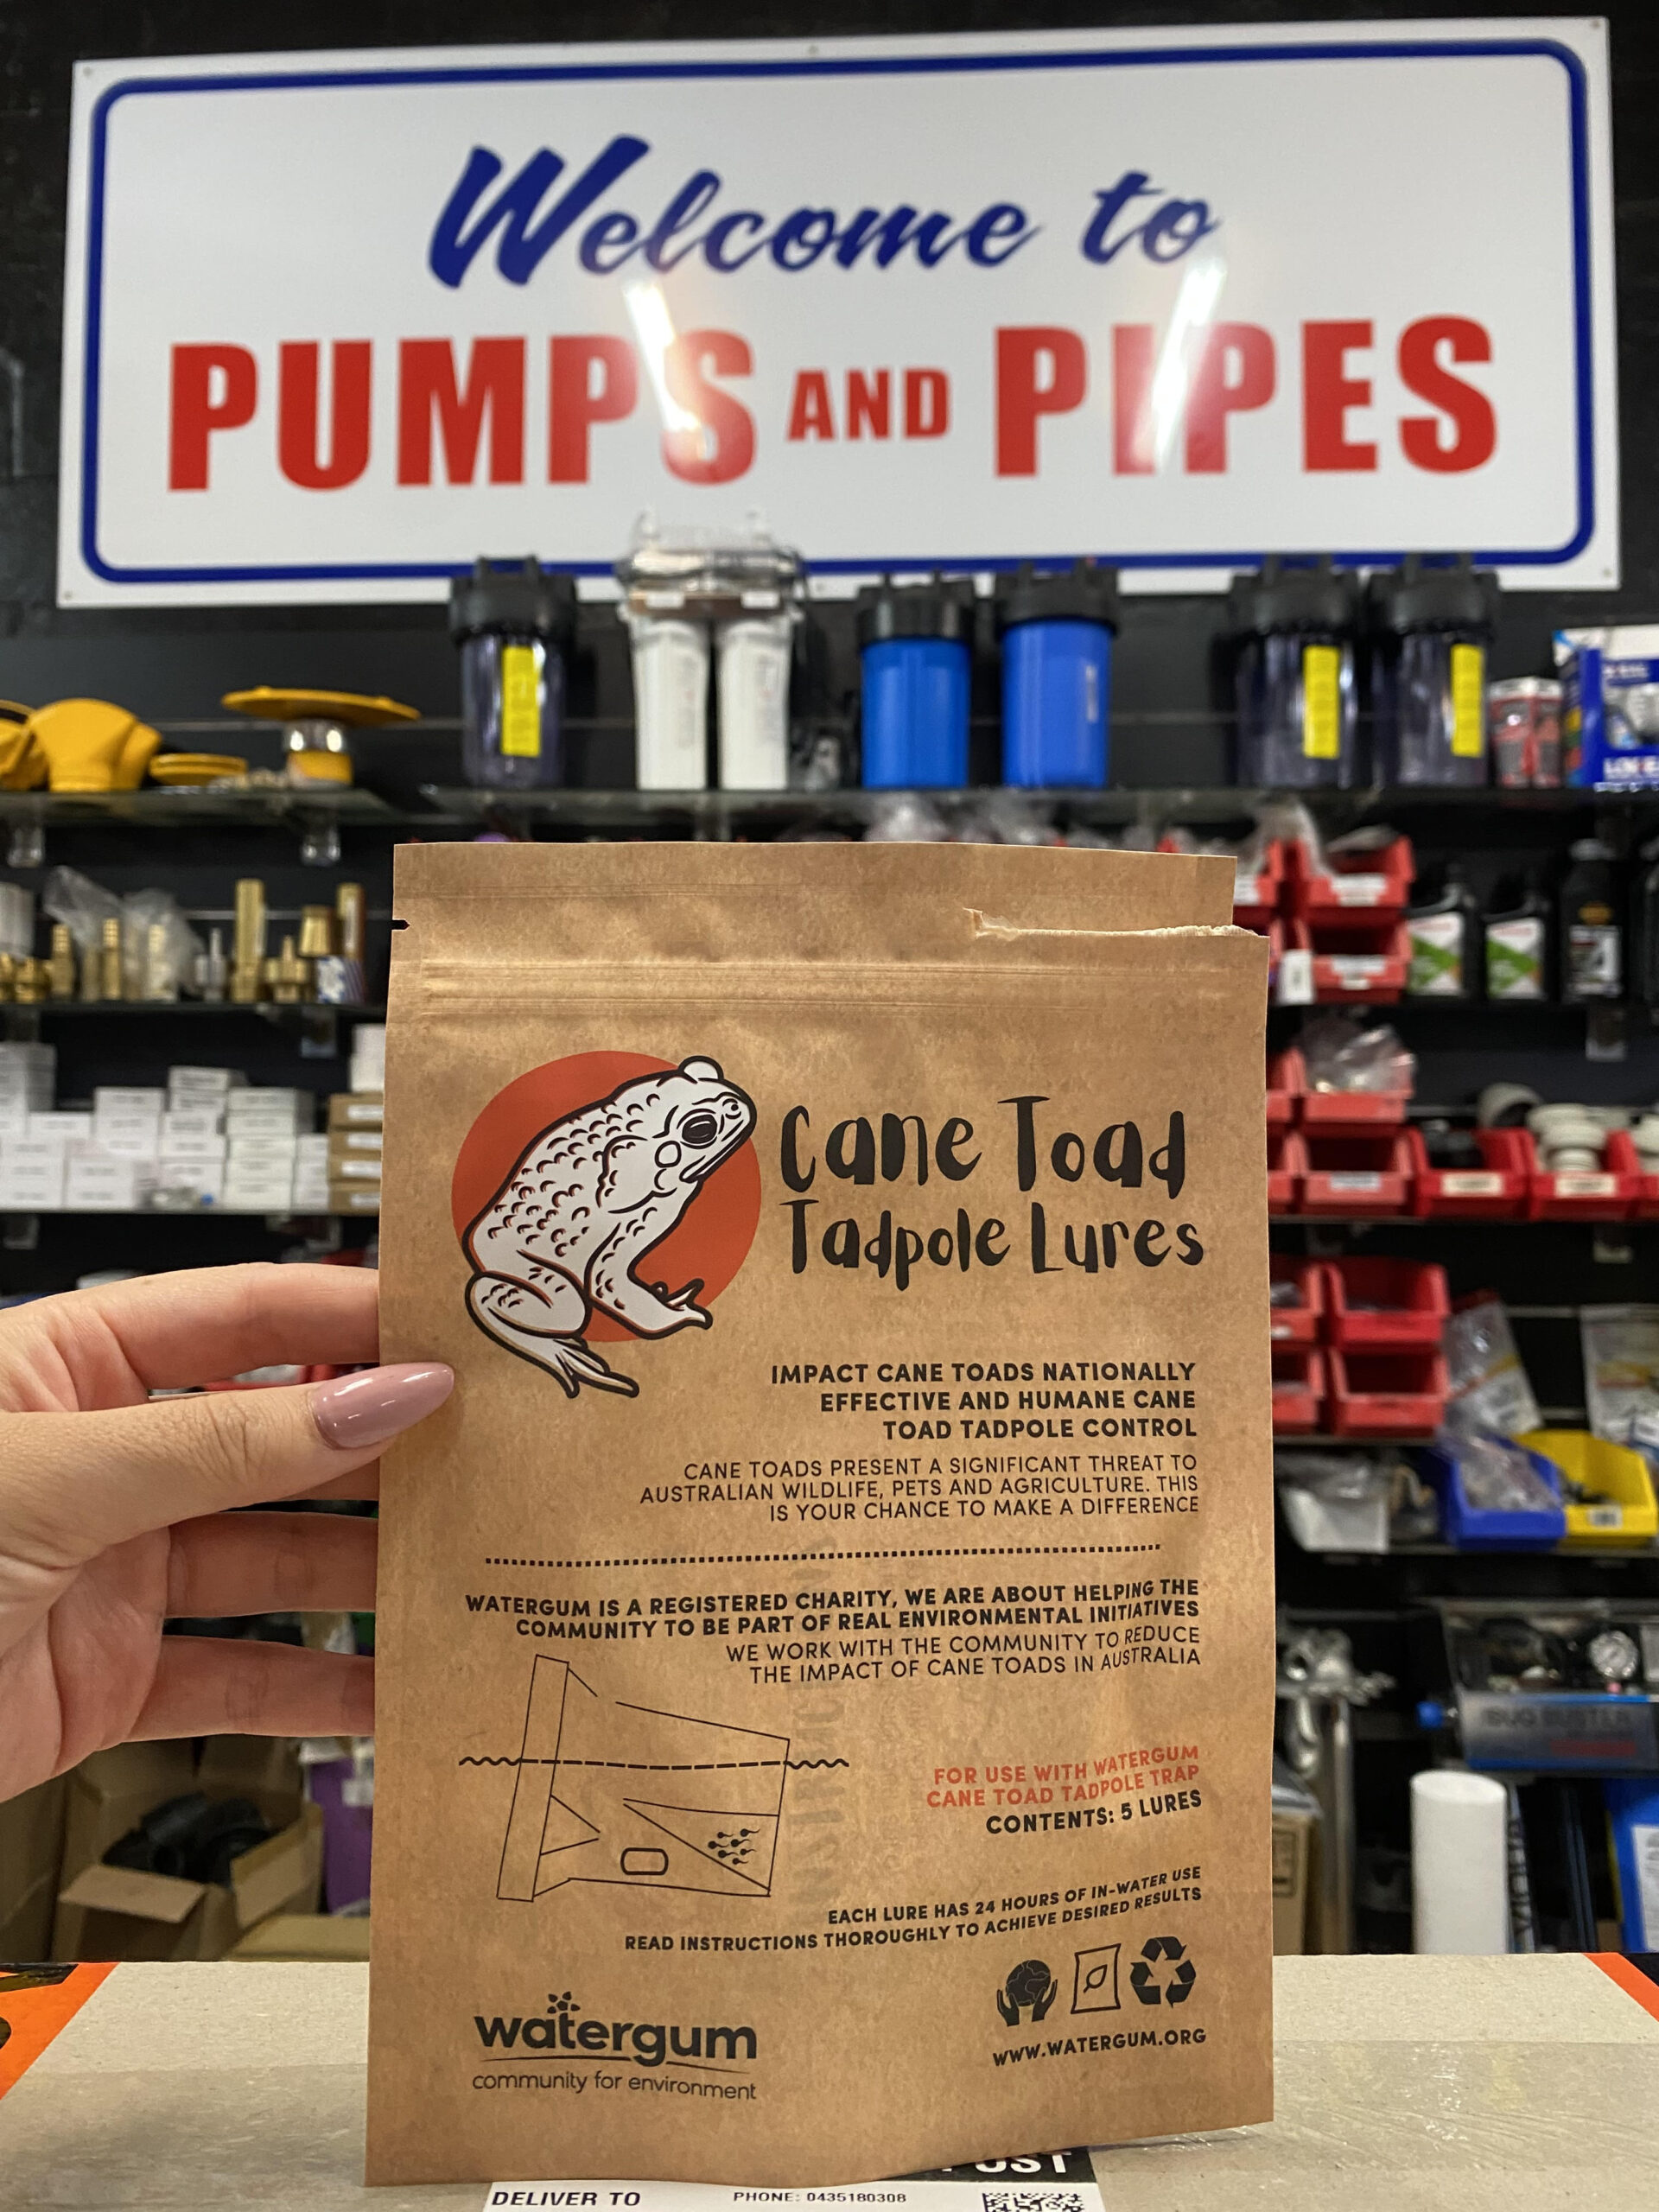 Welcome to
PUMPS AND PIPES
Cane Toad
Tadpole Lures
IMPACT CANE TOADS NATIONALLY
EFFECTIVE AND HUMANE CANE
TOAD TADPOLE CONTROL
CANE TOADS PRESENT A SIGNIFICANT THREAT TO
AUSTRALIAN WILDLIFE, PETS AND AGRICULTURE. THIS
IS YOUR CHANCE TO MAKE A DIFFERENCE
WATERGUM IS A REGISTERED CHARITY, WE ARE ABOUT HELPING THE
COMMUNITY TO BE PART OF REAL ENVIRONMENTAL INITIATIVES
WE WORK WITH THE COMMUNITY TO REDUCE
THE IMPACT OF CANE TOADS IN AUSTRALIA
FOR USE WITH WATERGUM
CANE TOAD TADPOLE TRAP
CONTENTS: 5 LURES
EACH LURE HAS 24 HOURS OF IN-WATER USE
READ INSTRUCTIONS THOROUGHLY TO ACHIEVE DESIRED RESULTS
watergum
community for environment
WWW.WATERGUM.ORG
BUG BUSTER
DELIVER TO
PHONE: 0435180308